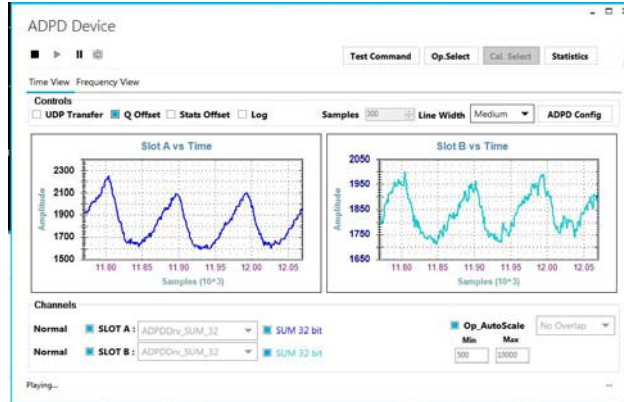 ADPD Device
Test Command Op.Select Cal. Select Statistics
Time View Frequency View
Controls
UDP Transfer Q Offset Stats Offset Log Samples 300 Line Width Medium ADPD Config
Slot A vs Time
Amplitude
2300
2100
1900
1700
1500
11.80 11.85 11.90 11.95 12.00 12.05
Samples (10^3)
Slot B vs Time
Amplitude
2050
1950
1850
1750
1650
11.80 11.85 11.90 11.95 12.00 12.05
Samples (10^3)
Channels
Normal SLOT A : ADPDDrv_SUM_32 SUM 32 bit
Normal SLOT B : ADPDDrv_SUM_32 SUM 32 bit
Op_AutoScale No Overlap
Min Max
500 10000
Playing...